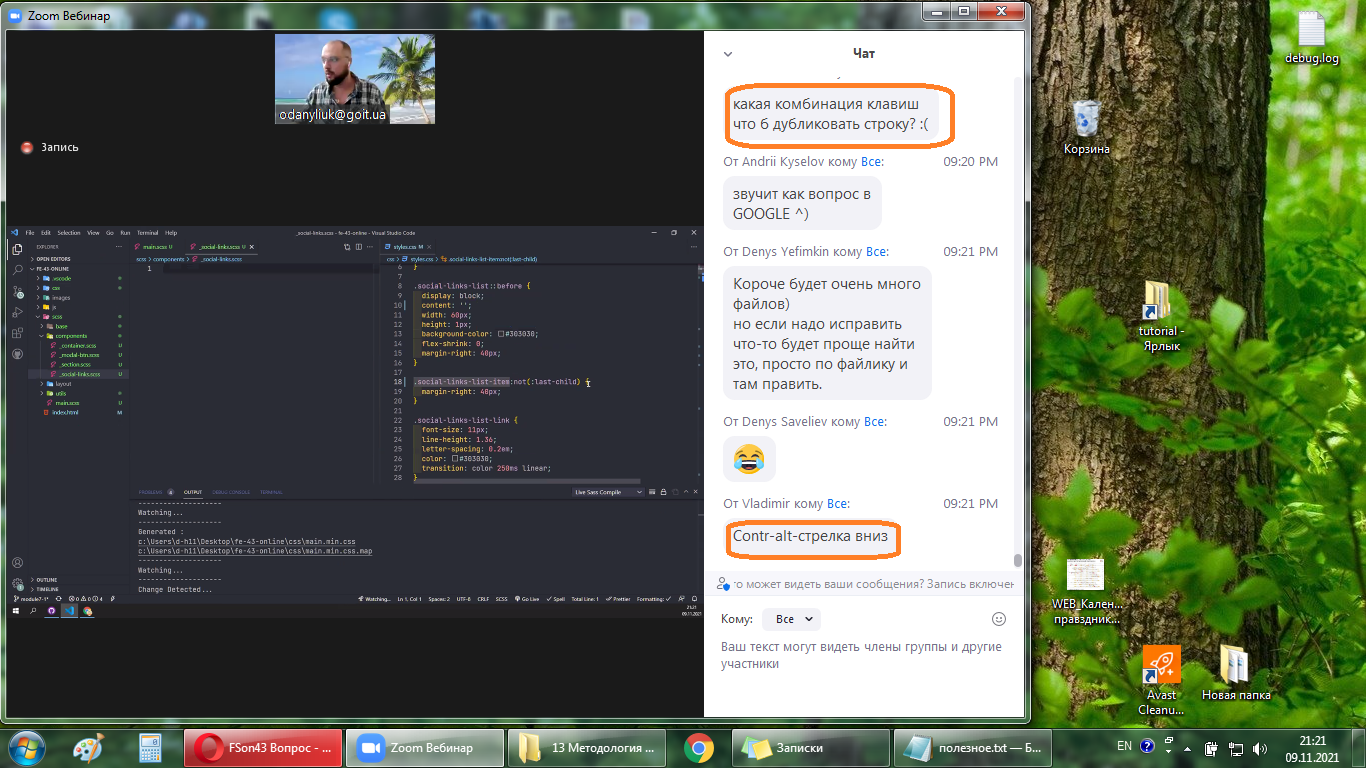 Zoom Вебинар
debug.log
Чат
odanyliuk@goit.ua
какая комбинация клавиш
что б дубликовать строку? :(
Запись
Корзина
От Andrii Kyselov кому Все:
09:20 PM
звучит как вопрос в
GOOGLE ^)
От Denys Yefimkin кому Все:
09:21 PM
Короче будет очень много
файлов)
но если надо исправить
что-то будет проще найти
это, просто по файлику и
там править.
tutorial -
Ярлык
От Denys Saveliev кому Все:
09:21 PM
😂
От Vladimir кому Все:
09:21 PM
Contr-alt-стрелка вниз
File Edit Selection View Go Run Terminal Help
_social-links.scss - fe-43-online - Visual Studio Code
EXPLORER
OPEN EDITORS
FE-43-ONLINE
.vscode
css
images
js
scss
base
components
_container.scss U
_modal-btn.scss U
_section.scss U
_social-links.scss U
layout
utils
main.scss U
index.html M
OUTLINE
TIMELINE
main.scss U
_social-links.scss U
scss > components > _social-links.scss
1
styles.css M
css > styles.css > .social-links-list-item:not(:last-child)
6 }
7
8 .social-links-list::before {
9 display: block;
10 content: '';
11 width: 60px;
12 height: 1px;
13 background-color: #303030;
14 flex-shrink: 0;
15 margin-right: 40px;
16 }
17
18 .social-links-list-item:not(:last-child) {
19 margin-right: 40px;
20 }
21
22 .social-links-list-link {
23 font-size: 11px;
24 line-height: 1.36;
25 letter-spacing: 0.2em;
26 color: #303030;
27 transition: color 250ms linear;
28 }
PROBLEMS 4 OUTPUT DEBUG CONSOLE TERMINAL
Live Sass Compile
--------------------
Watching...
--------------------
Generated :
c:\Users\d-h11\Desktop\fe-43-online\css\main.min.css
c:\Users\d-h11\Desktop\fe-43-online\css\main.min.css.map
--------------------
Watching...
--------------------
Change Detected...
module7-1* 0 0 4
Watching... Ln 1, Col 1 Spaces: 2 UTF-8 CRLF SCSS Go Live Spell Total Line: 1 Prettier Formatting: ✓
21:21
09.11.2021
то может видеть ваши сообщения? Запись включен
Кому: Все
Ваш текст могут видеть члены группы и другие
участники
WEB_Кален...
правздник...
Avast
Cleanu...
Новая папка
FSon43 Вопрос - ...
Zoom Вебинар
13 Методология ...
Записки
полезное.txt — Б...
EN
21:21
09.11.2021